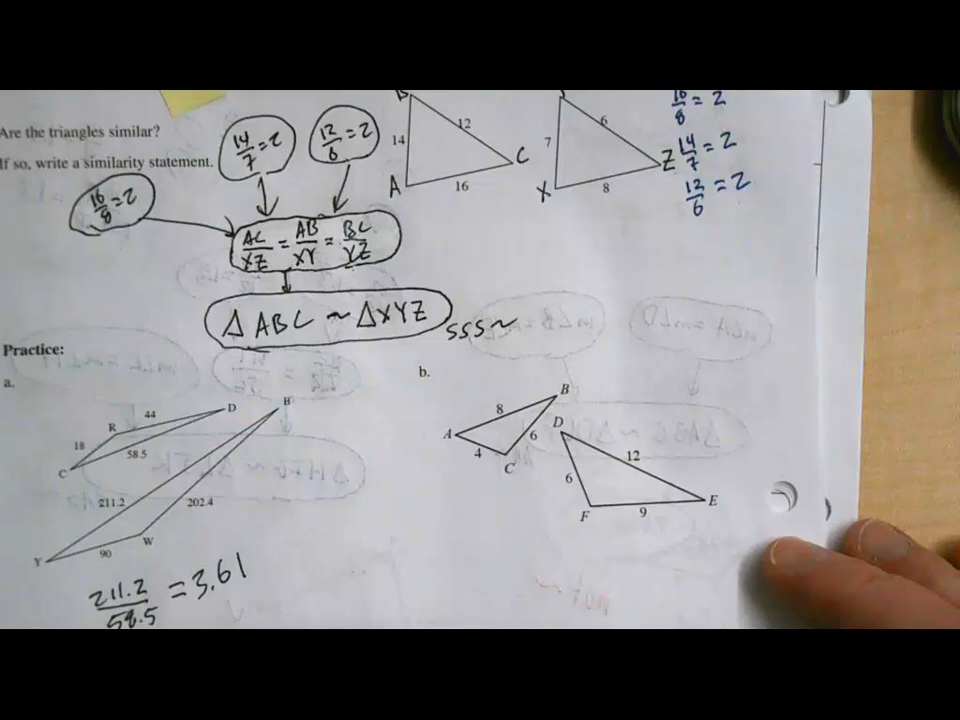 Are the triangles similar?
If so, write a similarity statement.
14/7 = 2
12/6 = 2
16/8 = 2
AC/XZ = AB/XY = BC/YZ
Δ ABC ~ ΔXYZ
SSS~
14
12
C
A
16
7
6
X
8
Z
16/8 = 2
14/7 = 2
12/6 = 2
Practice:
a.
R
44
D
18
C
58.5
H
211.2
202.4
Y
90
W
211.2/58.5 = 3.61
b.
B
8
A
6
4
C
D
12
6
F
9
E